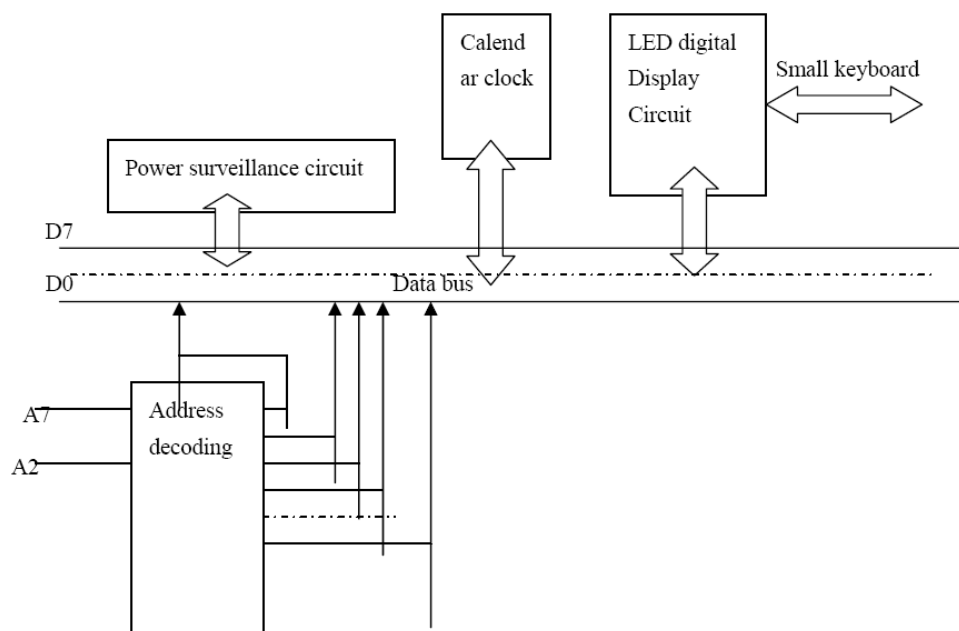 Calend
ar clock
LED digital
Display
Circuit
Small keyboard
Power surveillance circuit
D7
D0
Data bus
A7
A2
Address
decoding